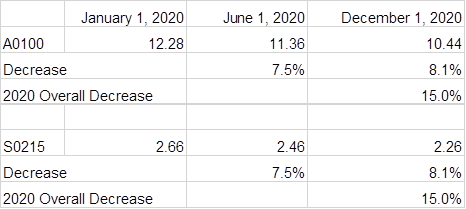 January 1, 2020 June 1, 2020 December 1, 2020
A0100 12.28 11.36 10.44
Decrease 7.5% 8.1%
2020 Overall Decrease 15.0%
S0215 2.66 2.46 2.26
Decrease 7.5% 8.1%
2020 Overall Decrease 15.0%